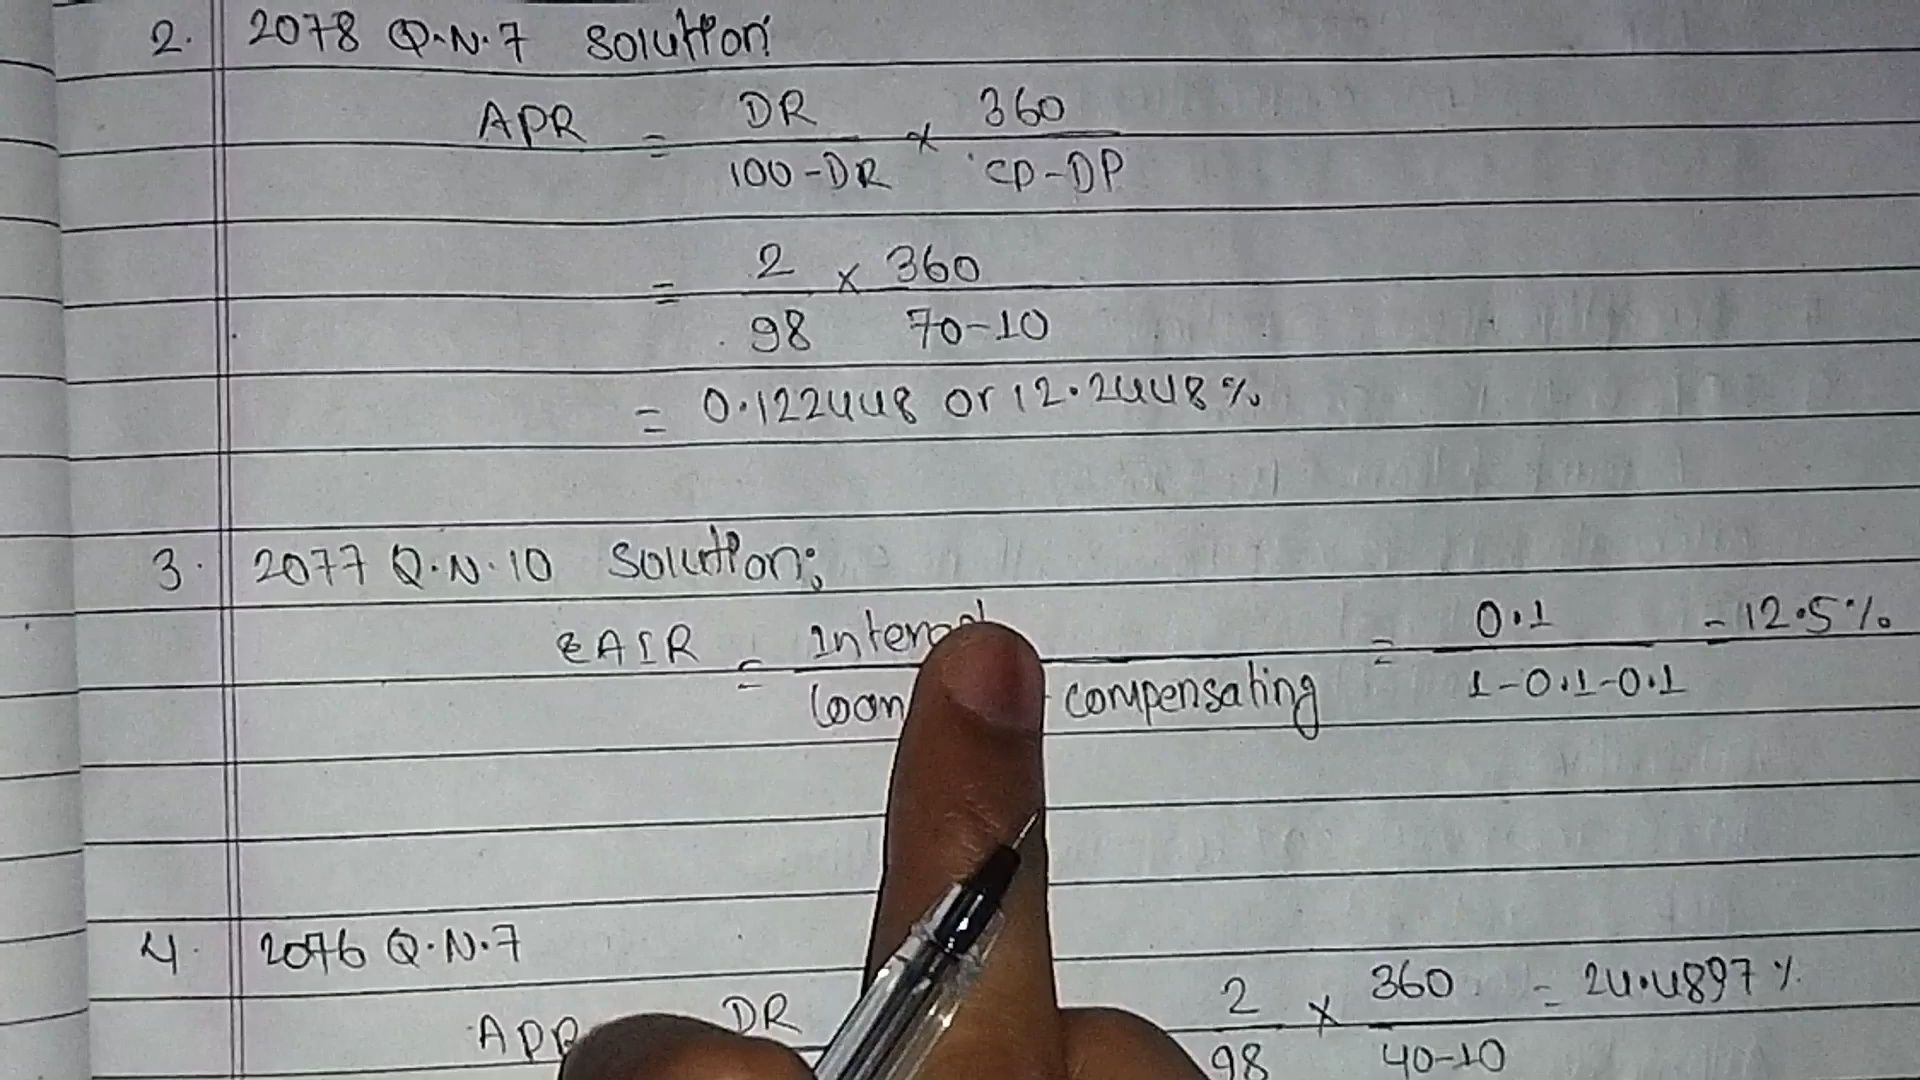 2. 2078 Q.N.7 solution:
APR = DR / 100-DR × 360 / CP-DP
= 2 / 98 × 360 / 70-10
= 0.122448 or 12.2448%
3. 2077 Q.N.10 Solution:
EAIR = / Loan compensating = 0.1 / 1-0.1-0.1 = 12.5%
4. 2076 Q.N.7
APR DR 2 / 98 × 360 / 40-10 = 24.4897%